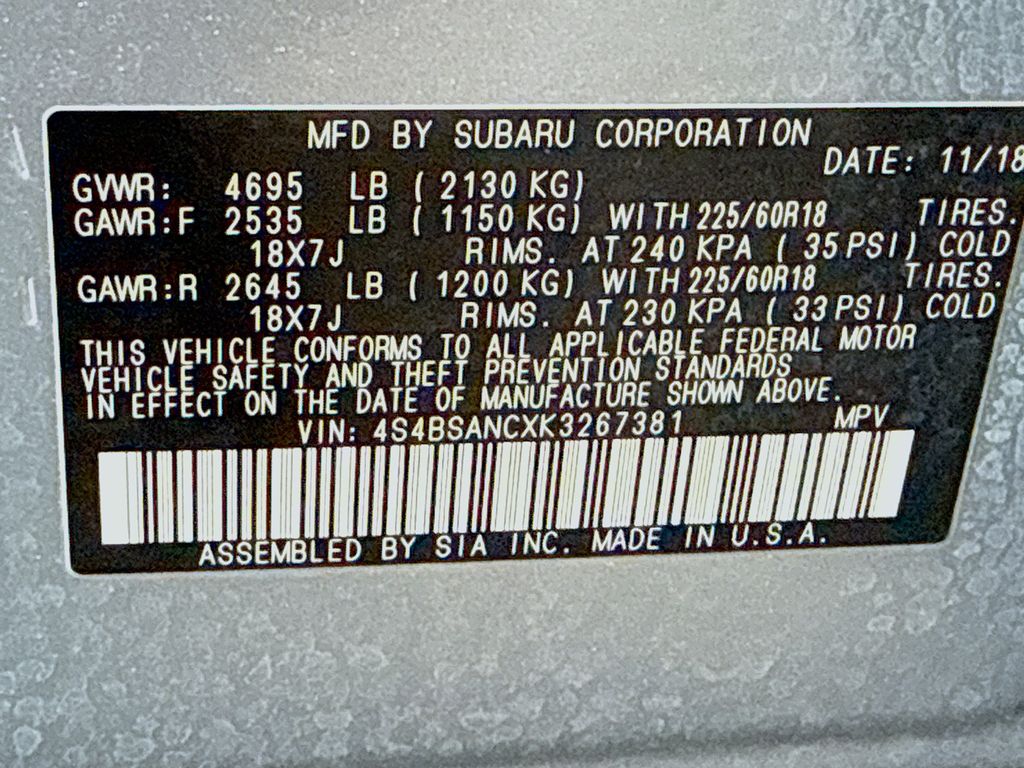 MFD BY SUBARU CORPORATION
DATE: 11/18
GVWR: 4695 LB ( 2130 KG)
GAWR:F 2535 LB ( 1150 KG) WITH 225/60R18 TIRES.
18X7J RIMS. AT 240 KPA ( 35 PSI) COLD
GAWR:R 2645 LB ( 1200 KG) WITH 225/60R18 TIRES.
18X7J RIMS. AT 230 KPA ( 33 PSI) COLD
THIS VEHICLE CONFORMS TO ALL APPLICABLE FEDERAL MOTOR
VEHICLE SAFETY AND THEFT PREVENTION STANDARDS
IN EFFECT ON THE DATE OF MANUFACTURE SHOWN ABOVE.
VIN: 4S4BSANCXK3267381 MPV
ASSEMBLED BY SIA INC. MADE IN U.S.A.